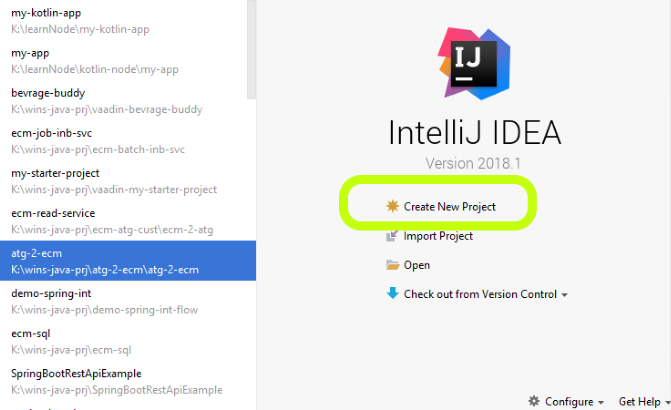 my-kotlin-app
K:\learnNode\my-kotlin-app
my-app
K:\learnNode\kotlin-node\my-app
bevrage-buddy
K:\wins-java-prj\vaadin-bevrage-buddy
ecm-job-inb-svc
K:\wins-java-prj\ecm-batch-inb-svc
my-starter-project
K:\wins-java-prj\vaadin-my-starter-project
ecm-read-service
K:\wins-java-prj\ecm-atg-cust\ecm-2-atg
atg-2-ecm
K:\wins-java-prj\atg-2-ecm\atg-2-ecm
demo-spring-int
K:\wins-java-prj\demo-spring-int-flow
ecm-sql
K:\wins-java-prj\ecm-sql
SpringBootRestApiExample
K:\wins-java-prj\SpringBootRestApiExample
IJ
IntelliJ IDEA
Version 2018.1
Create New Project
Import Project
Open
Check out from Version Control
Configure
Get Help